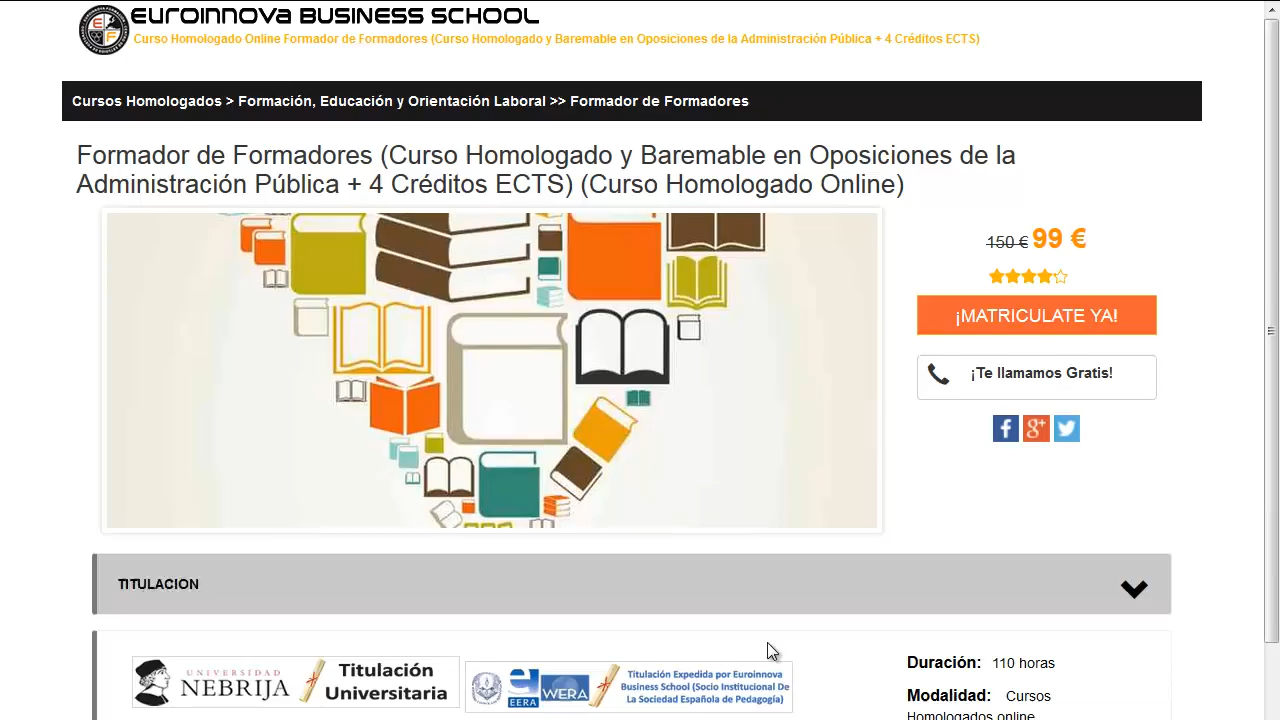 EUROINNOVA BUSINESS SCHOOL
Curso Homologado Online Formador de Formadores (Curso Homologado y Baremable en Oposiciones de la Administración Pública + 4 Créditos ECTS)
Cursos Homologados > Formación, Educación y Orientación Laboral >> Formador de Formadores
Formador de Formadores (Curso Homologado y Baremable en Oposiciones de la
Administración Pública + 4 Créditos ECTS) (Curso Homologado Online)
150 € 99 €
¡MATRICULATE YA!
¡Te llamamos Gratis!
TITULACION
UNIVERSIDAD
NEBRIJA
Titulación
Universitaria
EERA
WERA
Titulación Expedida por Euroinnova
Business School (Socio Institucional De
La Sociedad Española de Pedagogía)
Duración: 110 horas
Modalidad: Cursos
Homologados online